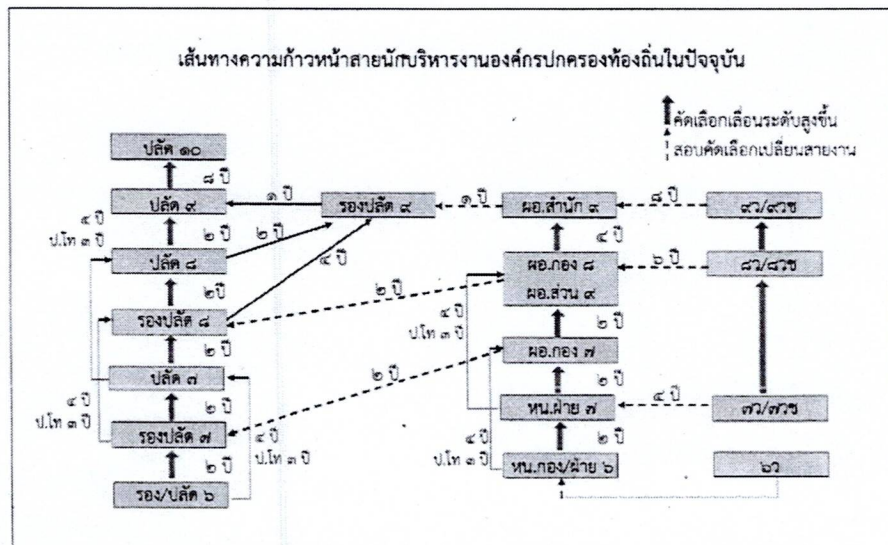 เส้นทางความก้าวหน้าสายนักบริหารงานองค์กรปกครองท้องถิ่นในปัจจุบัน
คัดเลือกเลื่อนระดับสูงขึ้น
สอบคัดเลือกเปลี่ยนสายงาน
ปลัด ๑๐
๘ ปี
ปลัด ๙
๑ ปี
รองปลัด ๙
๑ ปี
ผอ.สำนัก ๙
๘ ปี
๙ว/๙วช
๒ ปี
๒ ปี
๔ ปี
๔ ปี
๕ ปี
ป.โท ๓ ปี
ปลัด ๘
ผอ.กอง ๘
ผอ.ส่วน ๙
๖ ปี
๘ว/๘วช
๒ปี
๒ ปี
รองปลัด ๘
๔ ปี
ป.โท ๓ ปี
๒ ปี
๒ ปี
ผอ.กอง ๗
ปลัด ๗
๒ ปี
๒ ปี
๔ ปี
ป.โท ๓ ปี
๒ ปี
หน.ฝ่าย ๗
๔ ปี
๗ว/๗วช
รองปลัด ๗
๔ ปี
ป.โท ๓ ปี
๔ ปี
ป.โท ๓ ปี
๒ ปี
๒ ปี
รอง/ปลัด ๖
หน.กอง/ฝ่าย ๖
๖ว